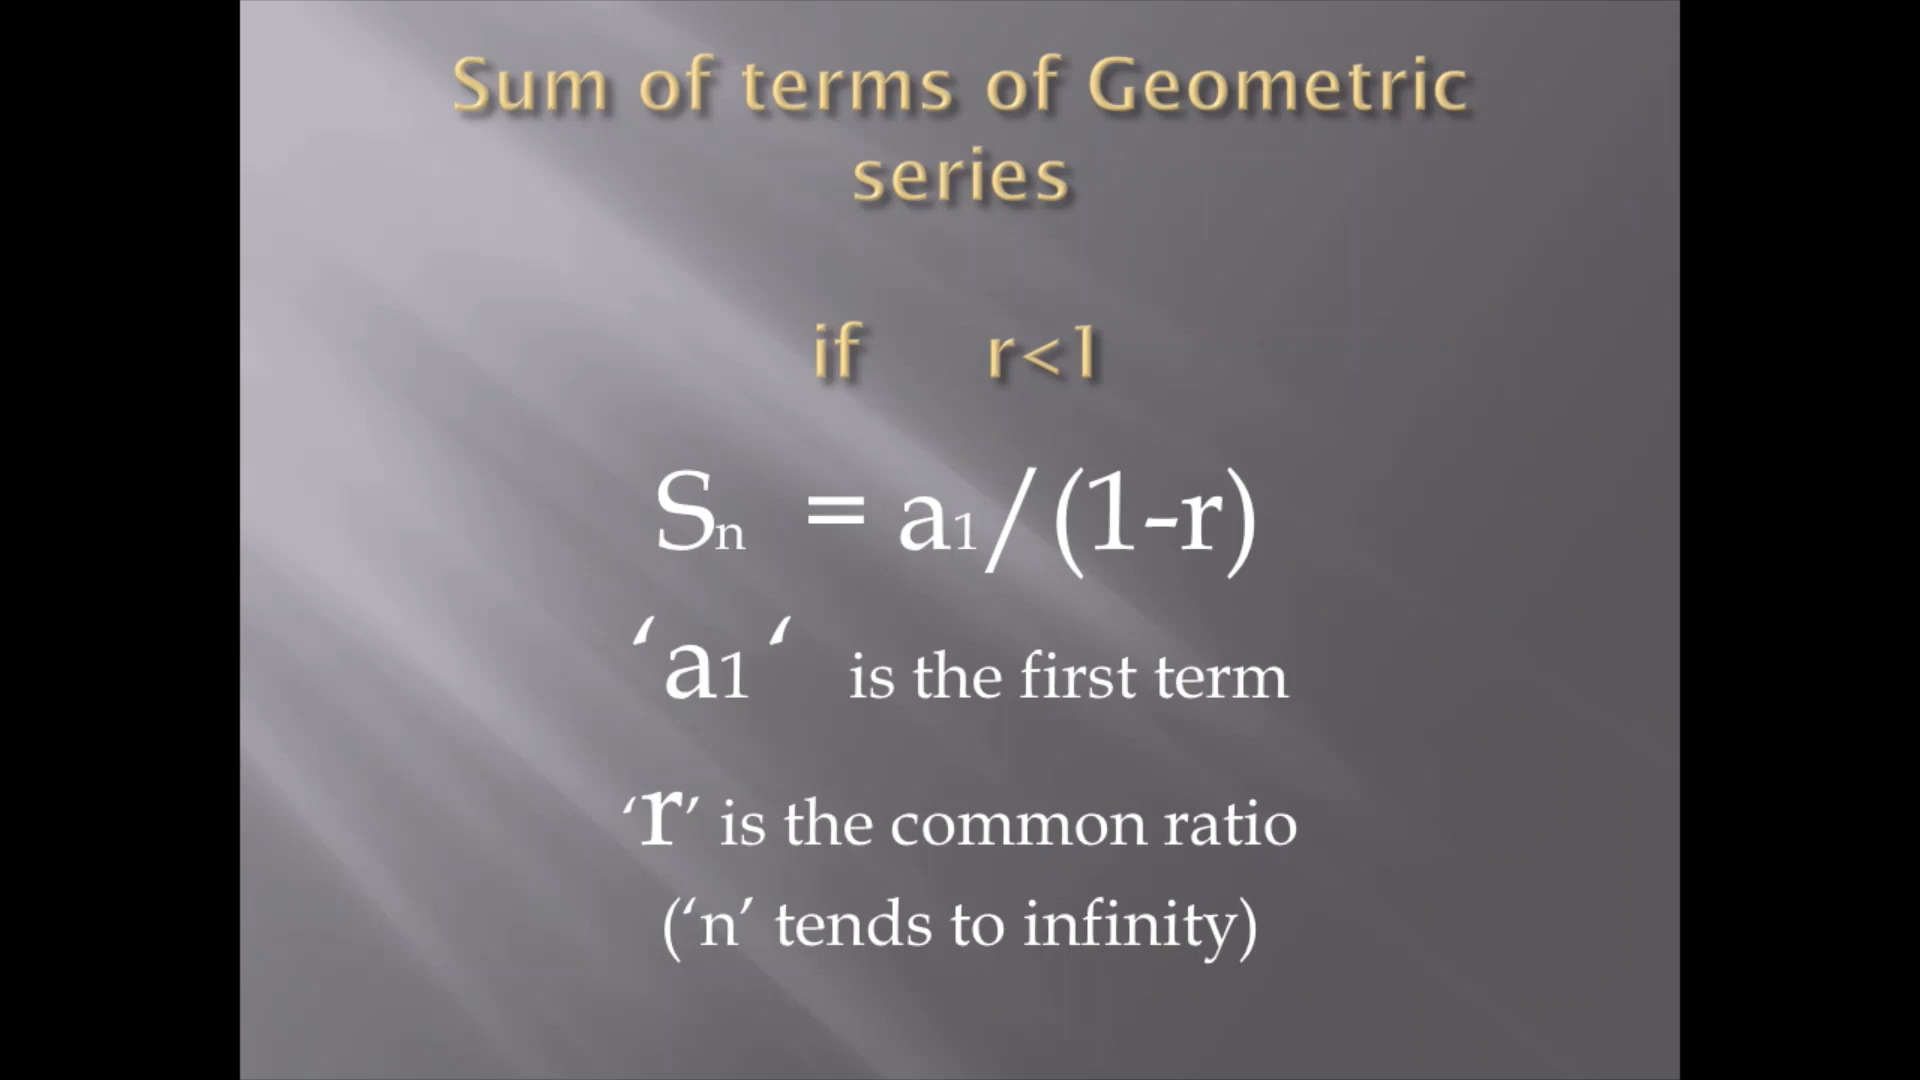 Sum of terms of Geometric
series
if r<1
Sn = a1/(1-r)
‘a1‘ is the first term
‘r’ is the common ratio
(‘n’ tends to infinity)